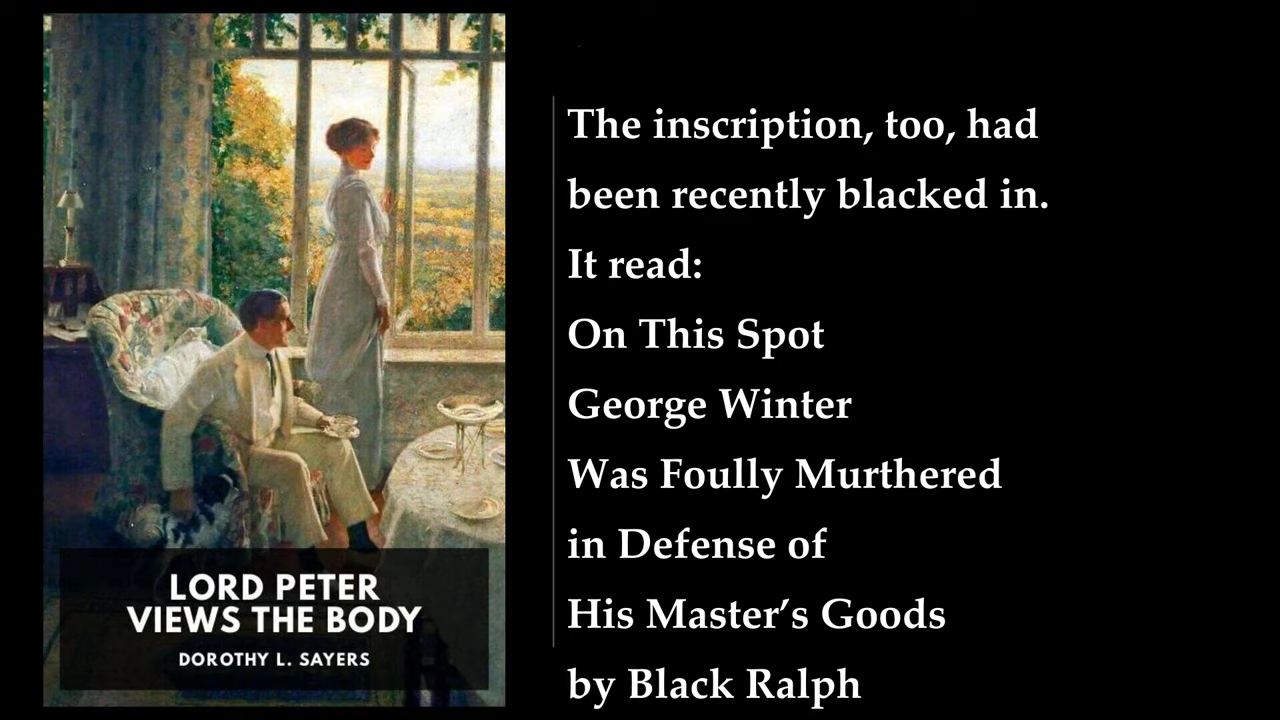 LORD PETER
VIEWS THE BODY
DOROTHY L. SAYERS
The inscription, too, had
been recently blacked in.
It read:
On This Spot
George Winter
Was Foully Murthered
in Defense of
His Master’s Goods
by Black Ralph